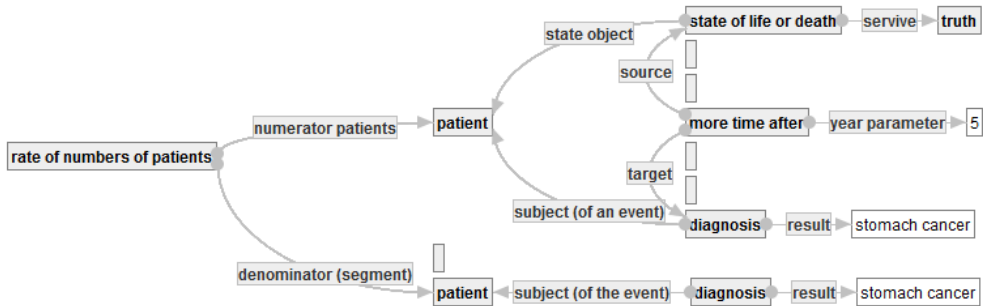 state of life or death
servive
truth
state object
source
numerator patients
patient
more time after
year parameter
5
rate of numbers of patients
target
subject (of an event)
diagnosis
result
stomach cancer
denominator (segment)
patient
subject (of the event)
diagnosis
result
stomach cancer